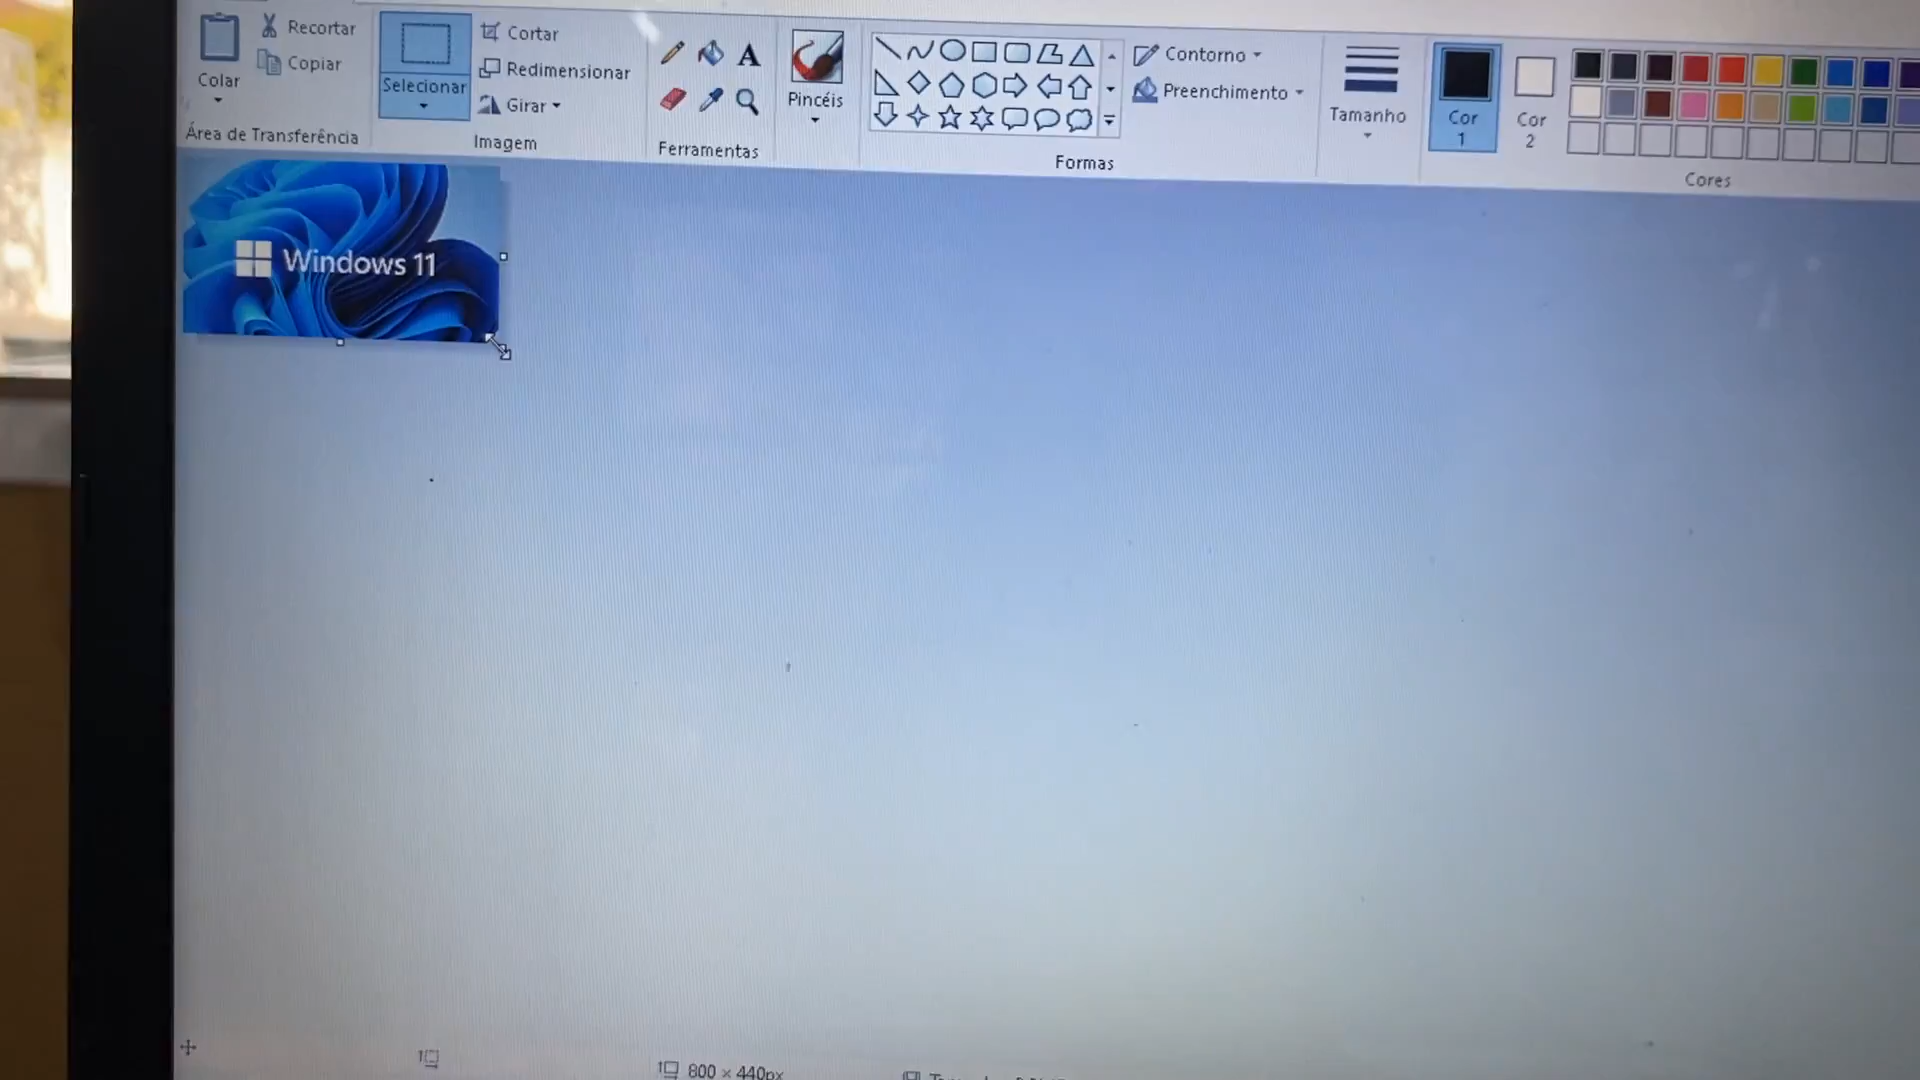 Colar
Recortar
Copiar
Área de Transferência
Selecionar
Cortar
Redimensionar
Girar
Imagem
A
Ferramentas
Pincéis
Contorno
Preenchimento
Formas
Tamanho
Cor
1
Cor
2
Cores
Windows 11
800 × 440px